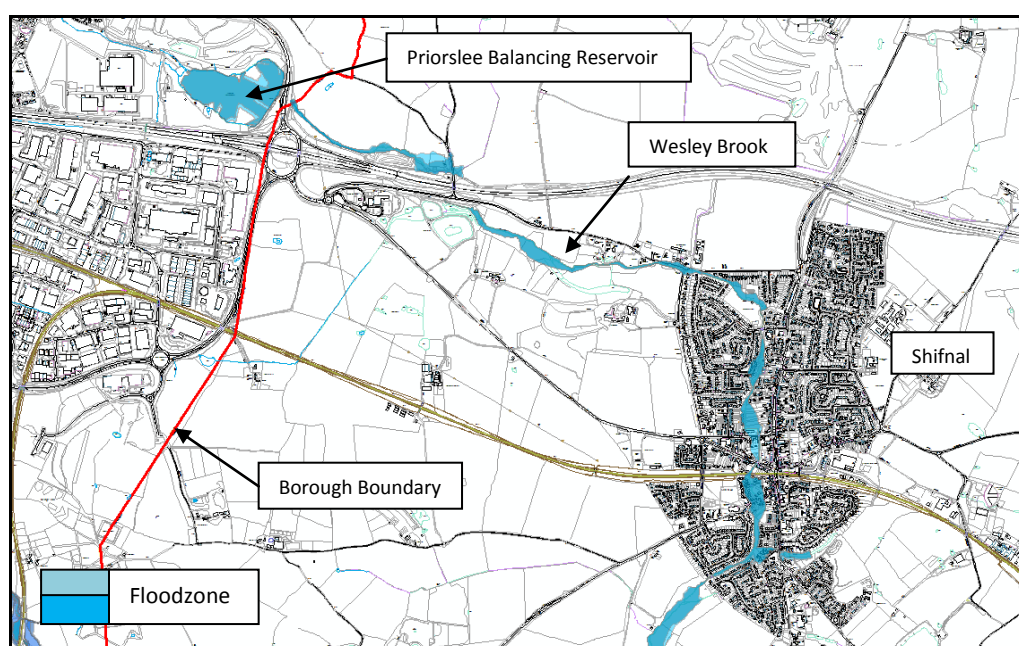 Priorslee Balancing Reservoir
Wesley Brook
Shifnal
Borough Boundary
Floodzone